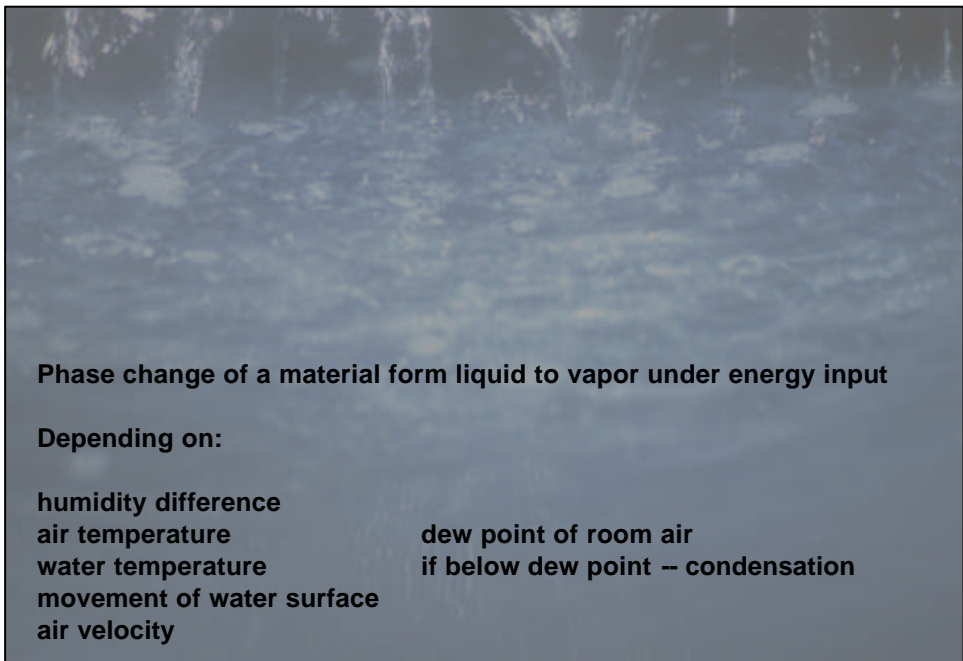 Phase change of a material form liquid to vapor under energy input
Depending on:
humidity difference
air temperature dew point of room air
water temperature if below dew point -- condensation
movement of water surface
air velocity